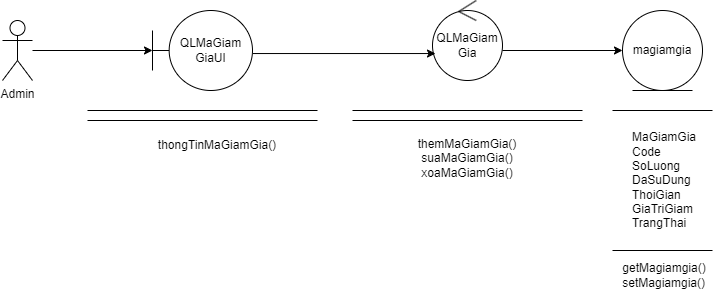 Admin
QLMaGiam
GiaUI
QLMaGiam
Gia
magiamgia
thongTinMaGiamGia()
themMaGiamGia()
suaMaGiamGia()
xoaMaGiamGia()
MaGiamGia
Code
SoLuong
DaSuDung
ThoiGian
GiaTriGiam
TrangThai
getMagiamgia()
setMagiamgia()